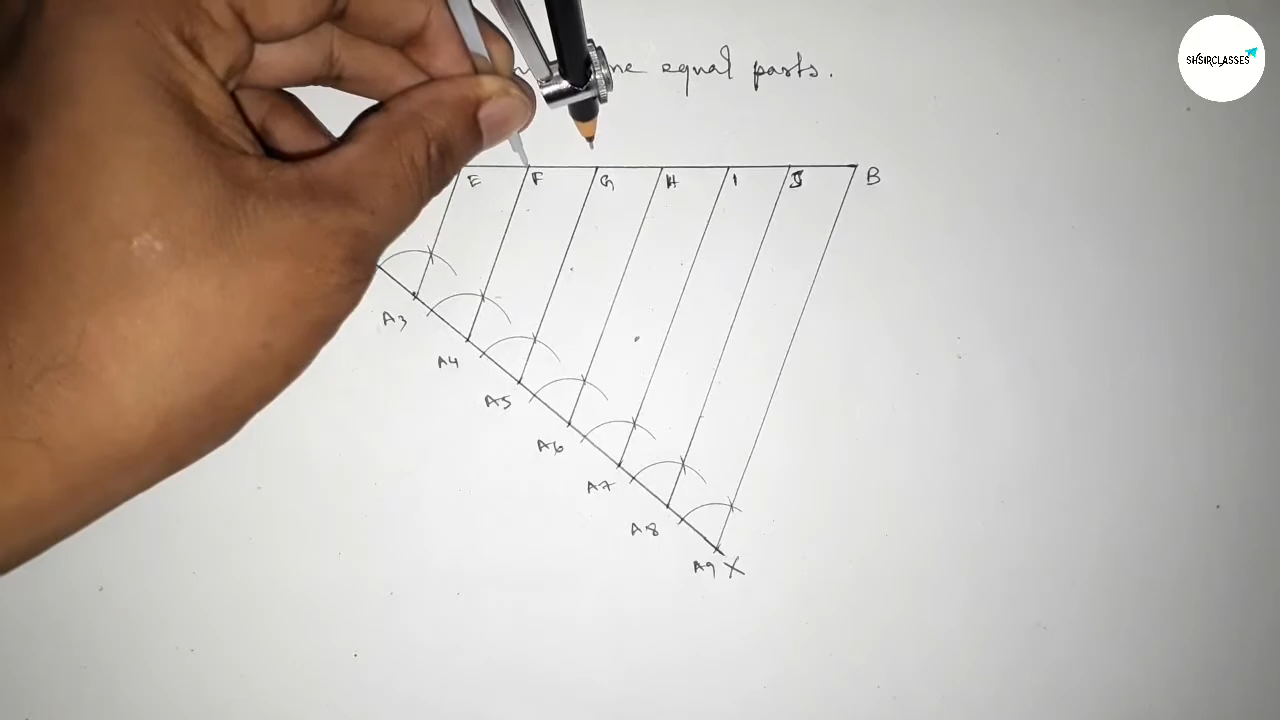 equal parts.
E F G H I J B
A3
A4
A5
A6
A7
A8
A9 X
SHSIRCLASSES